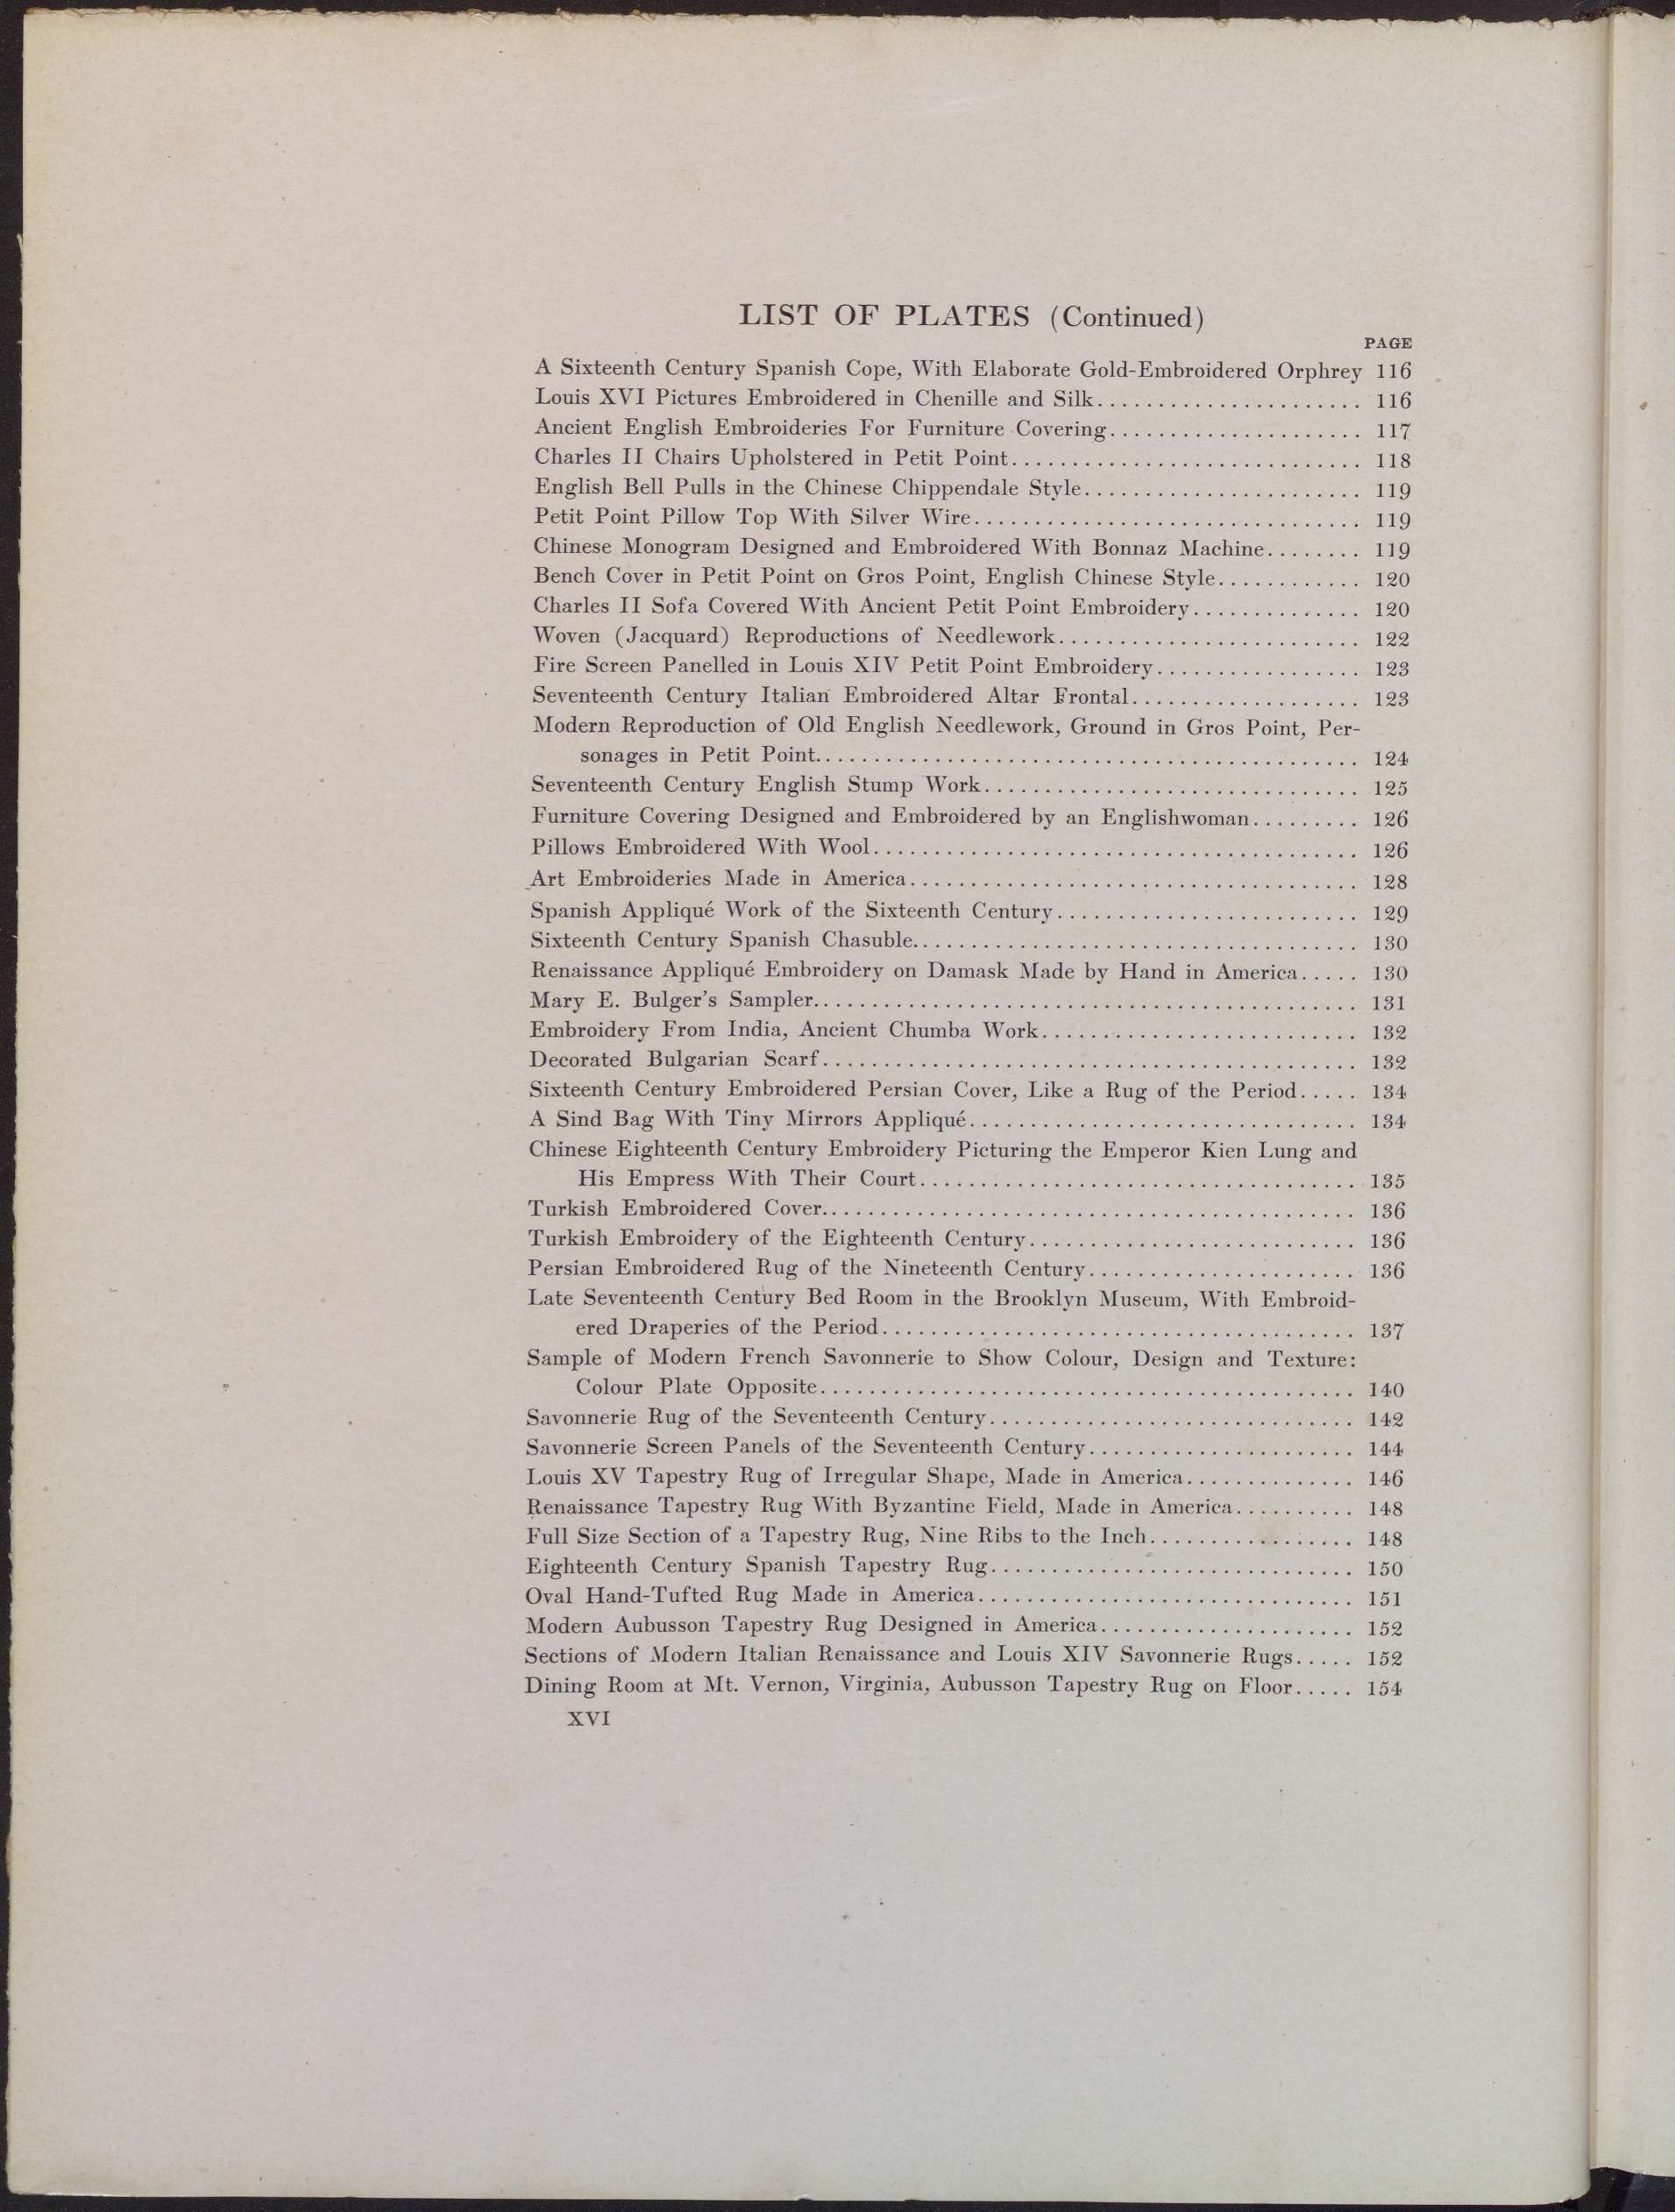 LIST OF PLATES (Continued)
PAGE
A Sixteenth Century Spanish Cope, With Elaborate Gold-Embroidered Orphrey 116
Louis XVI Pictures Embroidered in Chenille and Silk...................... 116
Ancient English Embroideries For Furniture Covering..................... 117
Charles II Chairs Upholstered in Petit Point............................. 118
English Bell Pulls in the Chinese Chippendale Style....................... 119
Petit Point Pillow Top With Silver Wire................................ 119
Chinese Monogram Designed and Embroidered With Bonnaz Machine........ 119
Bench Cover in Petit Point on Gros Point, English Chinese Style............ 120
Charles II Sofa Covered With Ancient Petit Point Embroidery.............. 120
Woven (Jacquard) Reproductions of Needlework......................... 122
Fire Screen Panelled in Louis XIV Petit Point Embroidery................. 123
Seventeenth Century Italian Embroidered Altar Frontal................... 123
Modern Reproduction of Old English Needlework, Ground in Gros Point, Per-
sonages in Petit Point............................................. 124
Seventeenth Century English Stump Work............................... 125
Furniture Covering Designed and Embroidered by an Englishwoman......... 126
Pillows Embroidered With Wool........................................ 126
Art Embroideries Made in America..................................... 128
Spanish Appliqué Work of the Sixteenth Century......................... 129
Sixteenth Century Spanish Chasuble..................................... 130
Renaissance Appliqué Embroidery on Damask Made by Hand in America..... 130
Mary E. Bulger's Sampler............................................. 131
Embroidery From India, Ancient Chumba Work.......................... 132
Decorated Bulgarian Scarf............................................ 132
Sixteenth Century Embroidered Persian Cover, Like a Rug of the Period..... 134
A Sind Bag With Tiny Mirrors Appliqué................................ 134
Chinese Eighteenth Century Embroidery Picturing the Emperor Kien Lung and
His Empress With Their Court.................................... 135
Turkish Embroidered Cover............................................ 136
Turkish Embroidery of the Eighteenth Century........................... 136
Persian Embroidered Rug of the Nineteenth Century...................... 136
Late Seventeenth Century Bed Room in the Brooklyn Museum, With Embroid-
ered Draperies of the Period....................................... 137
Sample of Modern French Savonnerie to Show Colour, Design and Texture:
Colour Plate Opposite............................................ 140
Savonnerie Rug of the Seventeenth Century.............................. 142
Savonnerie Screen Panels of the Seventeenth Century...................... 144
Louis XV Tapestry Rug of Irregular Shape, Made in America.............. 146
Renaissance Tapestry Rug With Byzantine Field, Made in America.......... 148
Full Size Section of a Tapestry Rug, Nine Ribs to the Inch................. 148
Eighteenth Century Spanish Tapestry Rug.............................. 150
Oval Hand-Tufted Rug Made in America............................... 151
Modern Aubusson Tapestry Rug Designed in America..................... 152
Sections of Modern Italian Renaissance and Louis XIV Savonnerie Rugs..... 152
Dining Room at Mt. Vernon, Virginia, Aubusson Tapestry Rug on Floor..... 154
XVI